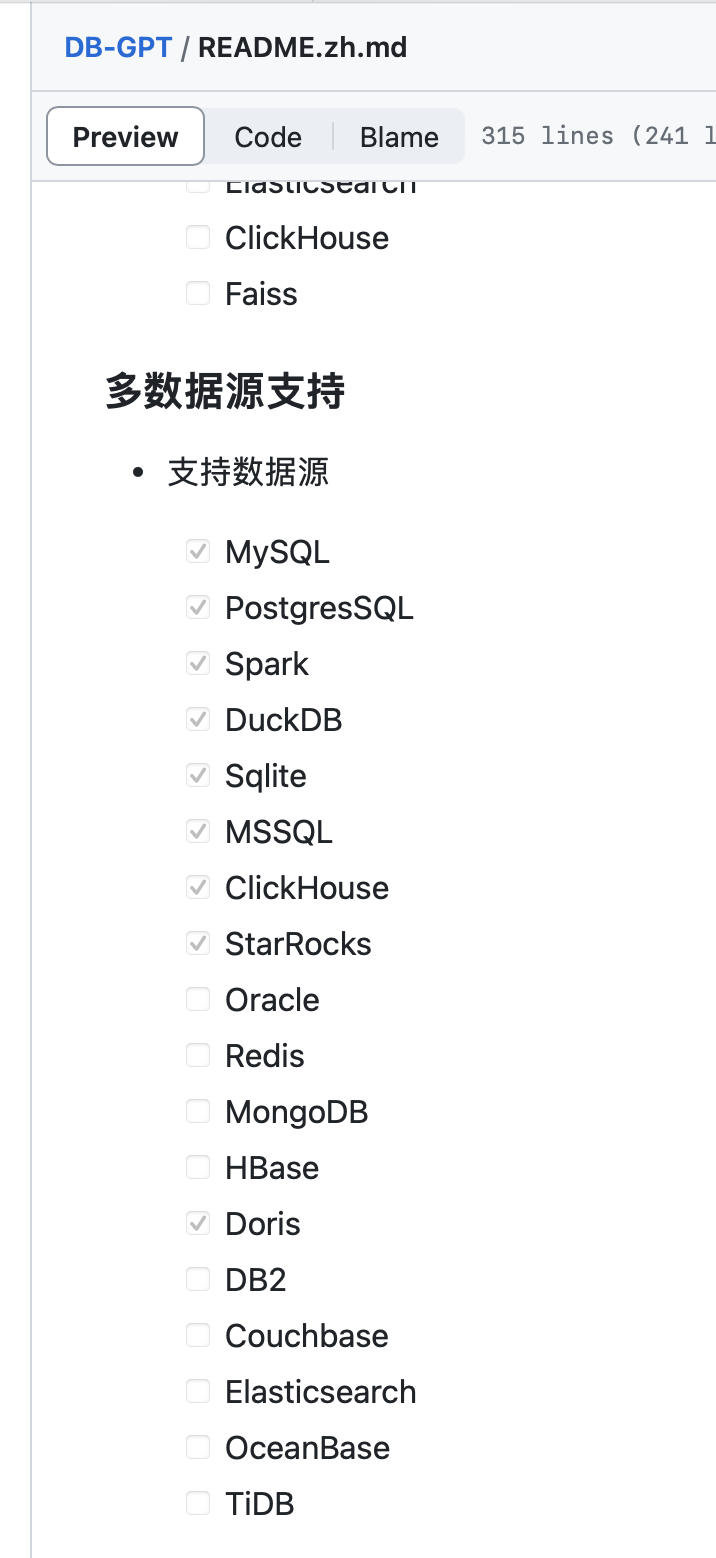 DB-GPT / README.zh.md
Preview Code Blame 315 lines (241 l
Elasticsearch
ClickHouse
Faiss
多数据源支持
支持数据源
MySQL
PostgresSQL
Spark
DuckDB
Sqlite
MSSQL
ClickHouse
StarRocks
Oracle
Redis
MongoDB
HBase
Doris
DB2
Couchbase
Elasticsearch
OceanBase
TiDB